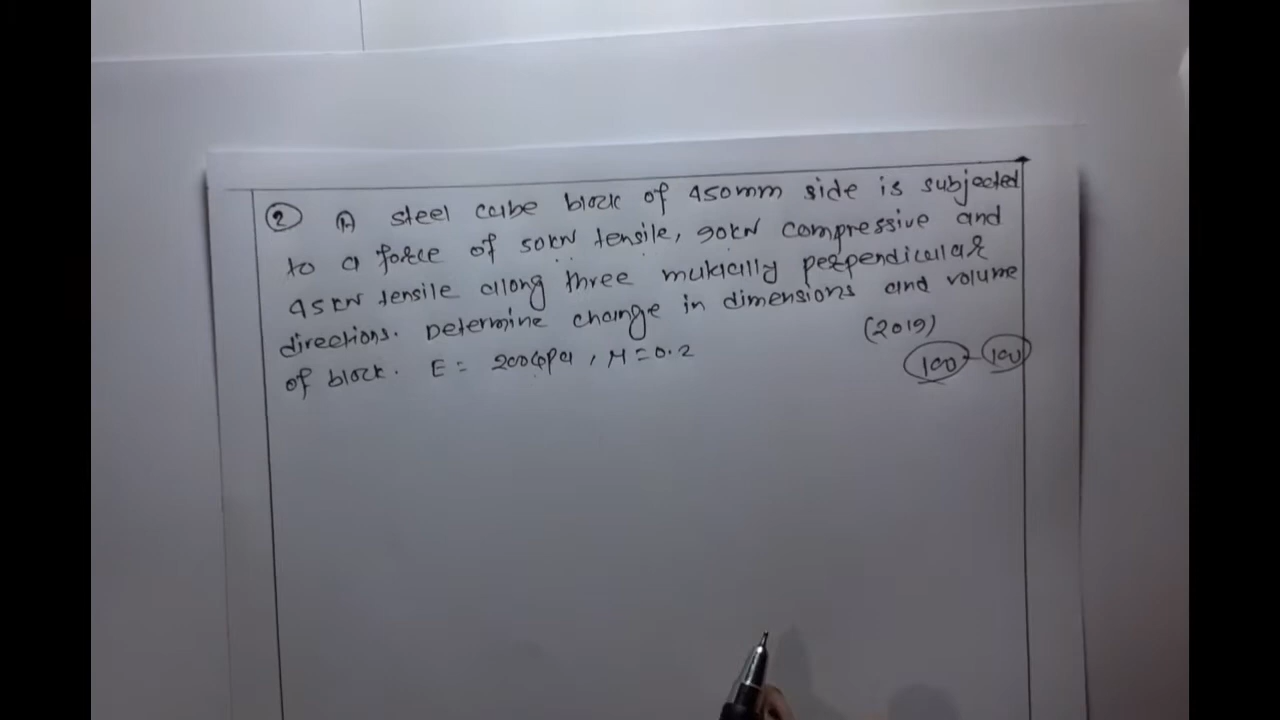 ② A steel cube block of 450mm side is subjected
to a force of 50kN tensile, 90kN compressive and
45kN tensile along three mutually perpendicular
directions. Determine change in dimensions and volume
of block. E = 200Gpa, μ = 0.2
(2019)
100 - 100